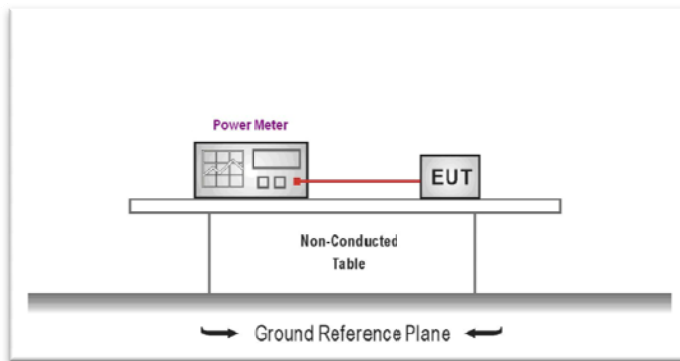 Power Meter
EUT
Non-Conducted
Table
Ground Reference Plane